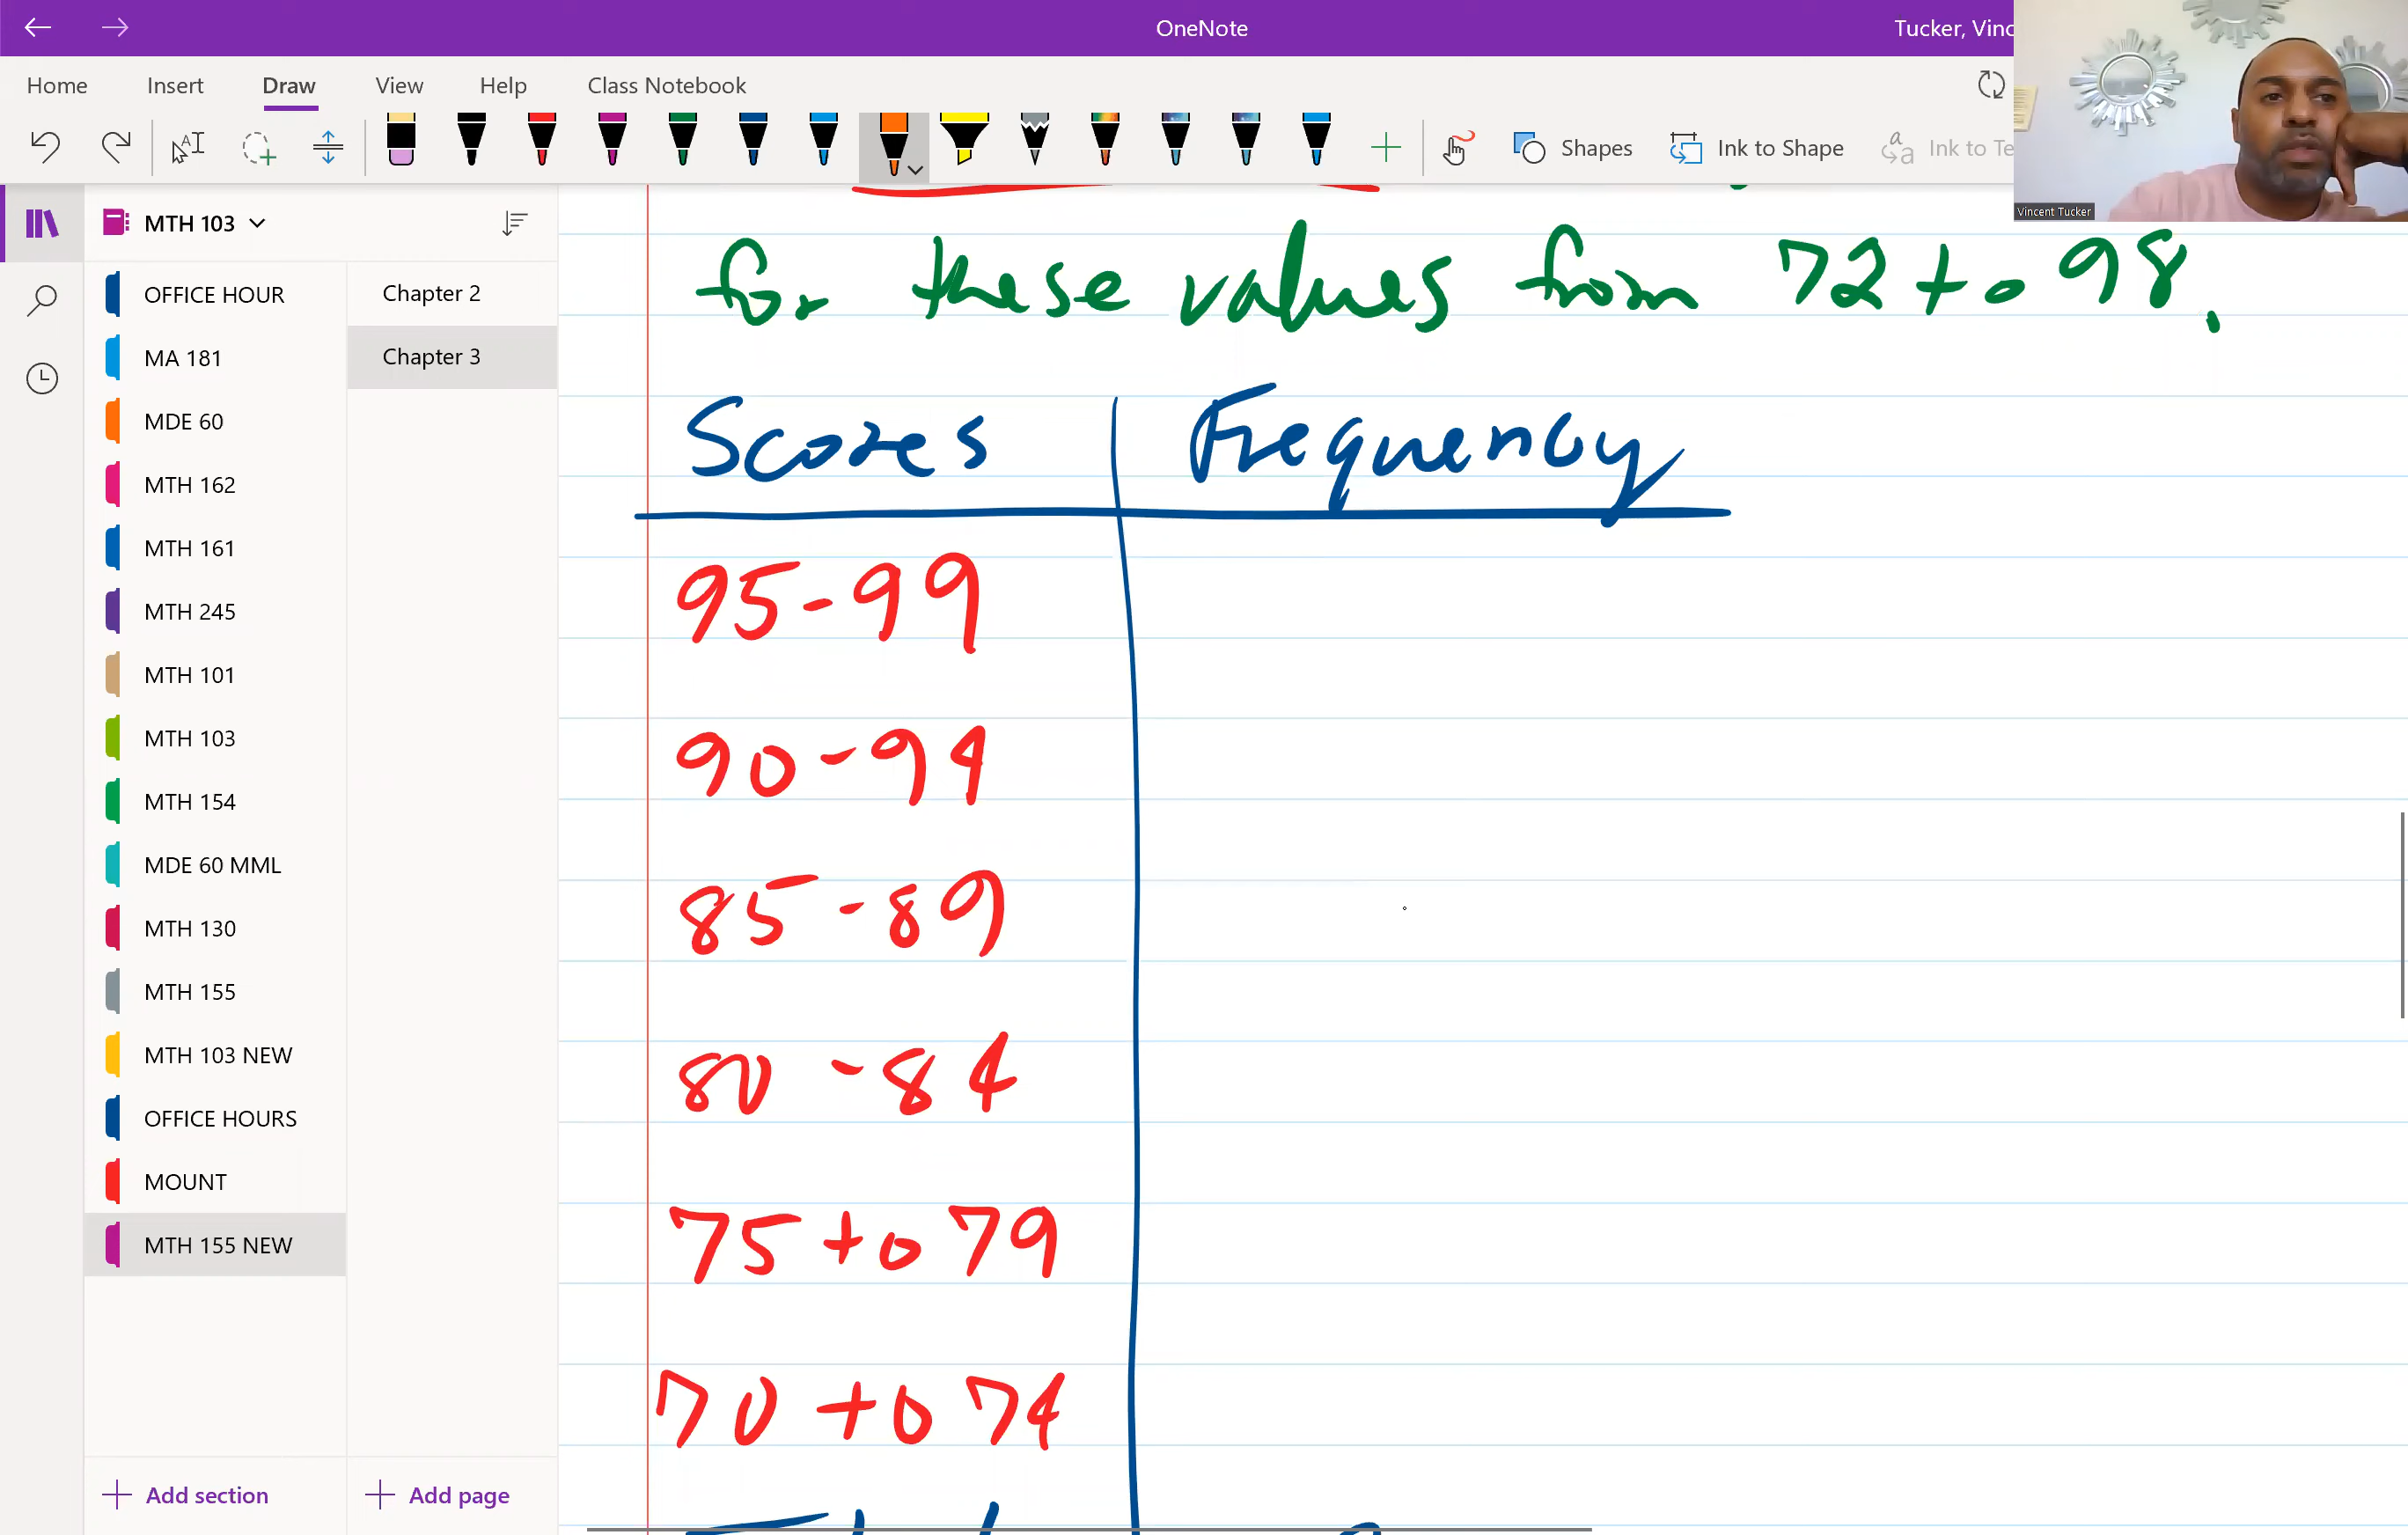 OneNote
Tucker, Vinc
Home Insert Draw View Help Class Notebook
Shapes Ink to Shape Ink to Te
Vincent Tucker
MTH 103
OFFICE HOUR
MA 181
MDE 60
MTH 162
MTH 161
MTH 245
MTH 101
MTH 103
MTH 154
MDE 60 MML
MTH 130
MTH 155
MTH 103 NEW
OFFICE HOURS
MOUNT
MTH 155 NEW
Add section
Chapter 2
Chapter 3
Add page
for these values from 72 to 98.
Scores Frequency
95-99
90-94
85-89
80-84
75 to 79
70 to 74